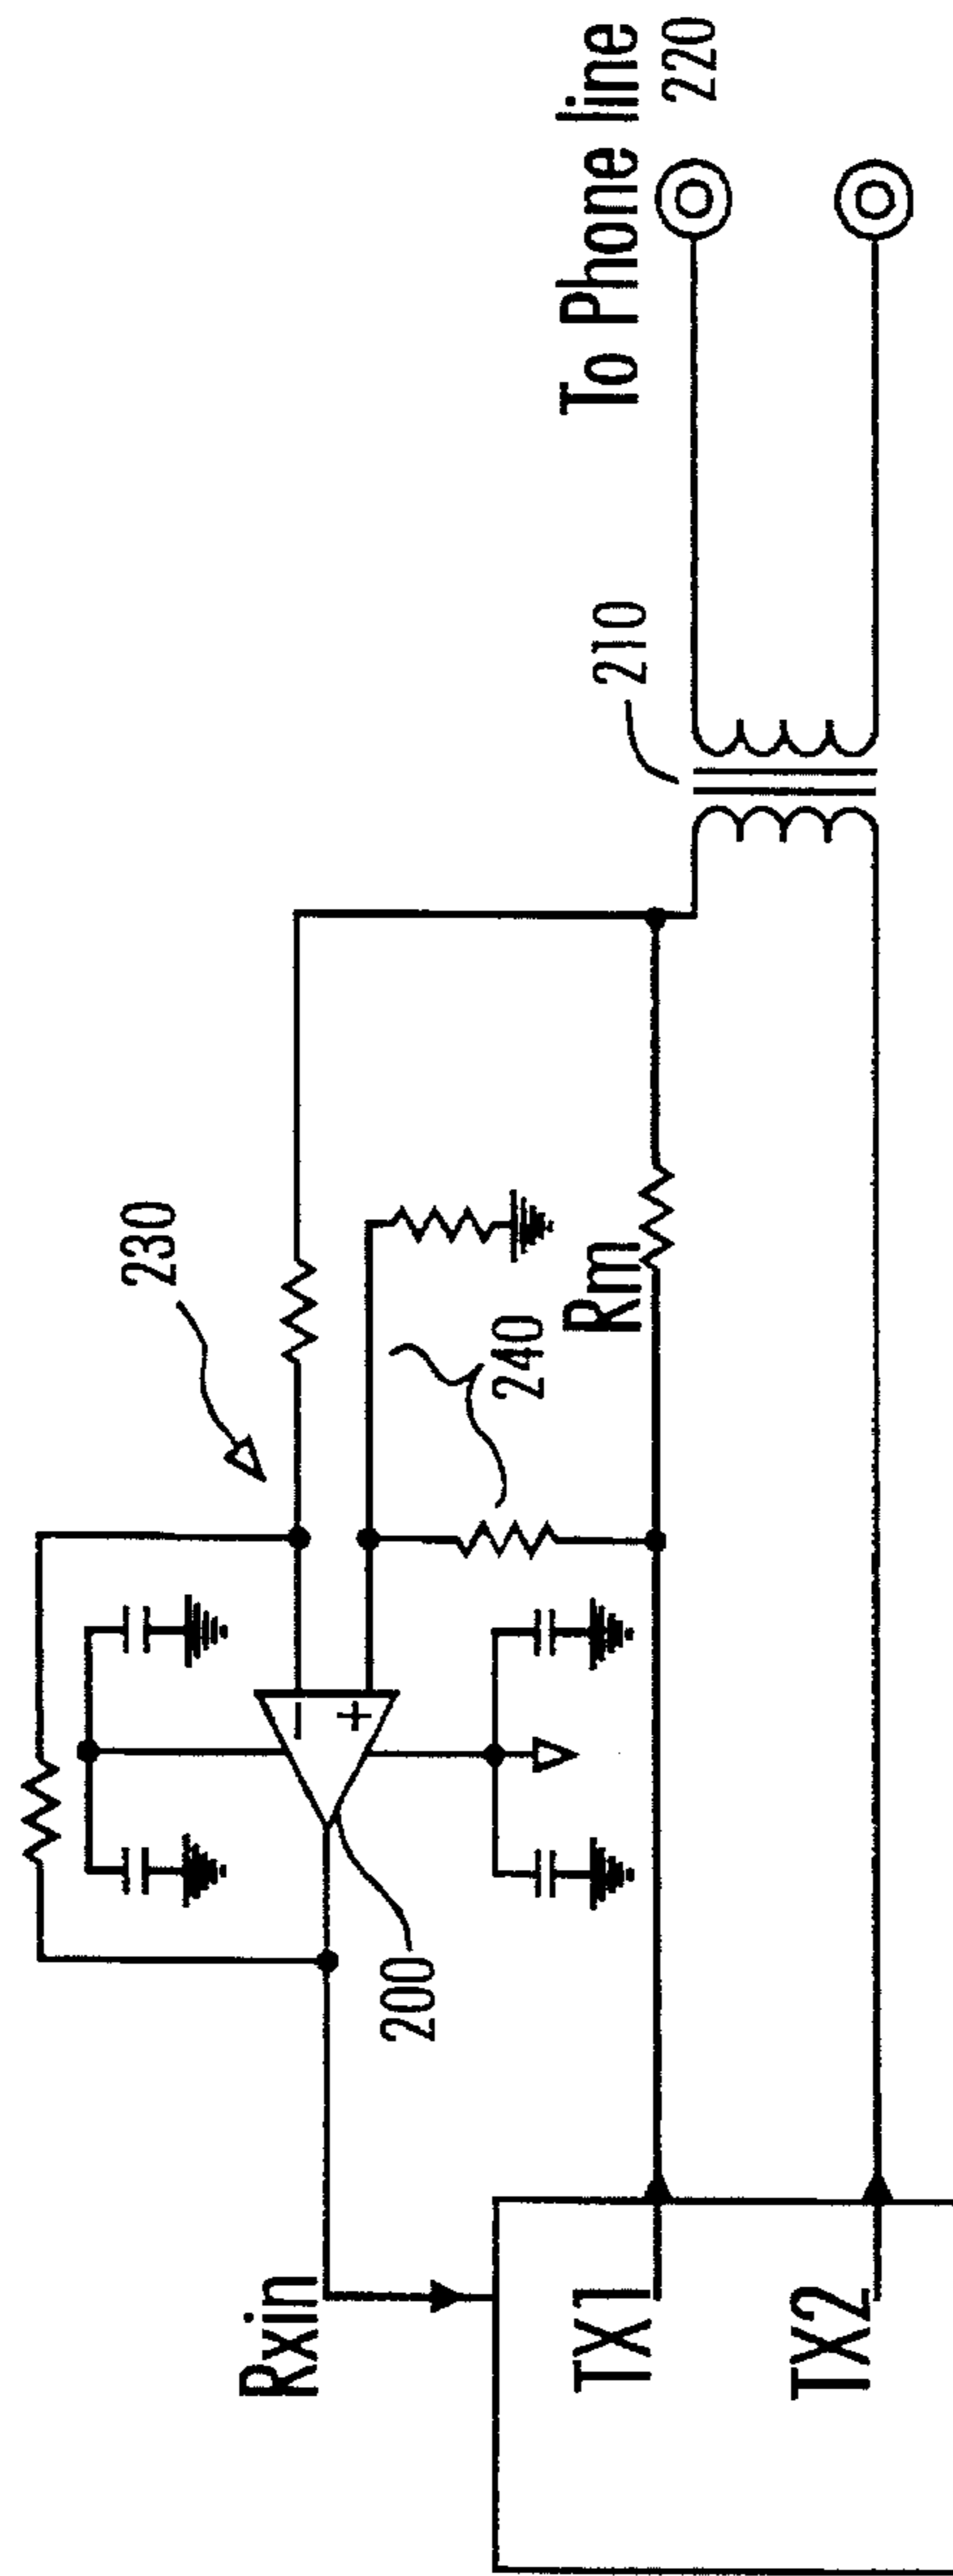 To Phone line
220
210
230
240
Rm
200
Rxin
TX1
TX2
−
+